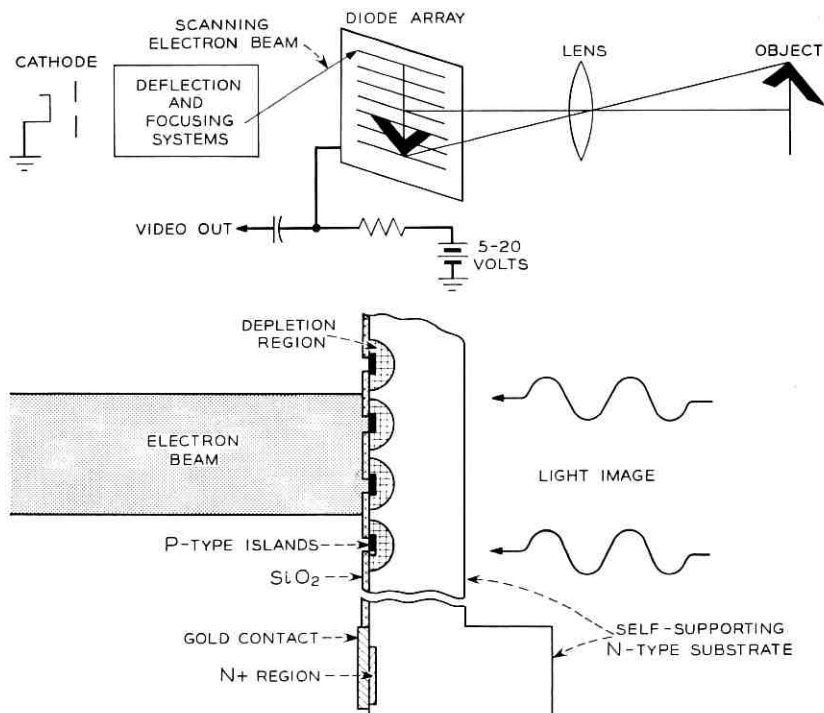 DIODE ARRAY
SCANNING
ELECTRON BEAM
CATHODE
DEFLECTION
AND
FOCUSING
SYSTEMS
LENS
OBJECT
VIDEO OUT
5-20
VOLTS
DEPLETION
REGION
ELECTRON
BEAM
LIGHT IMAGE
P-TYPE ISLANDS
SiO2
GOLD CONTACT
N+ REGION
SELF-SUPPORTING
N-TYPE SUBSTRATE